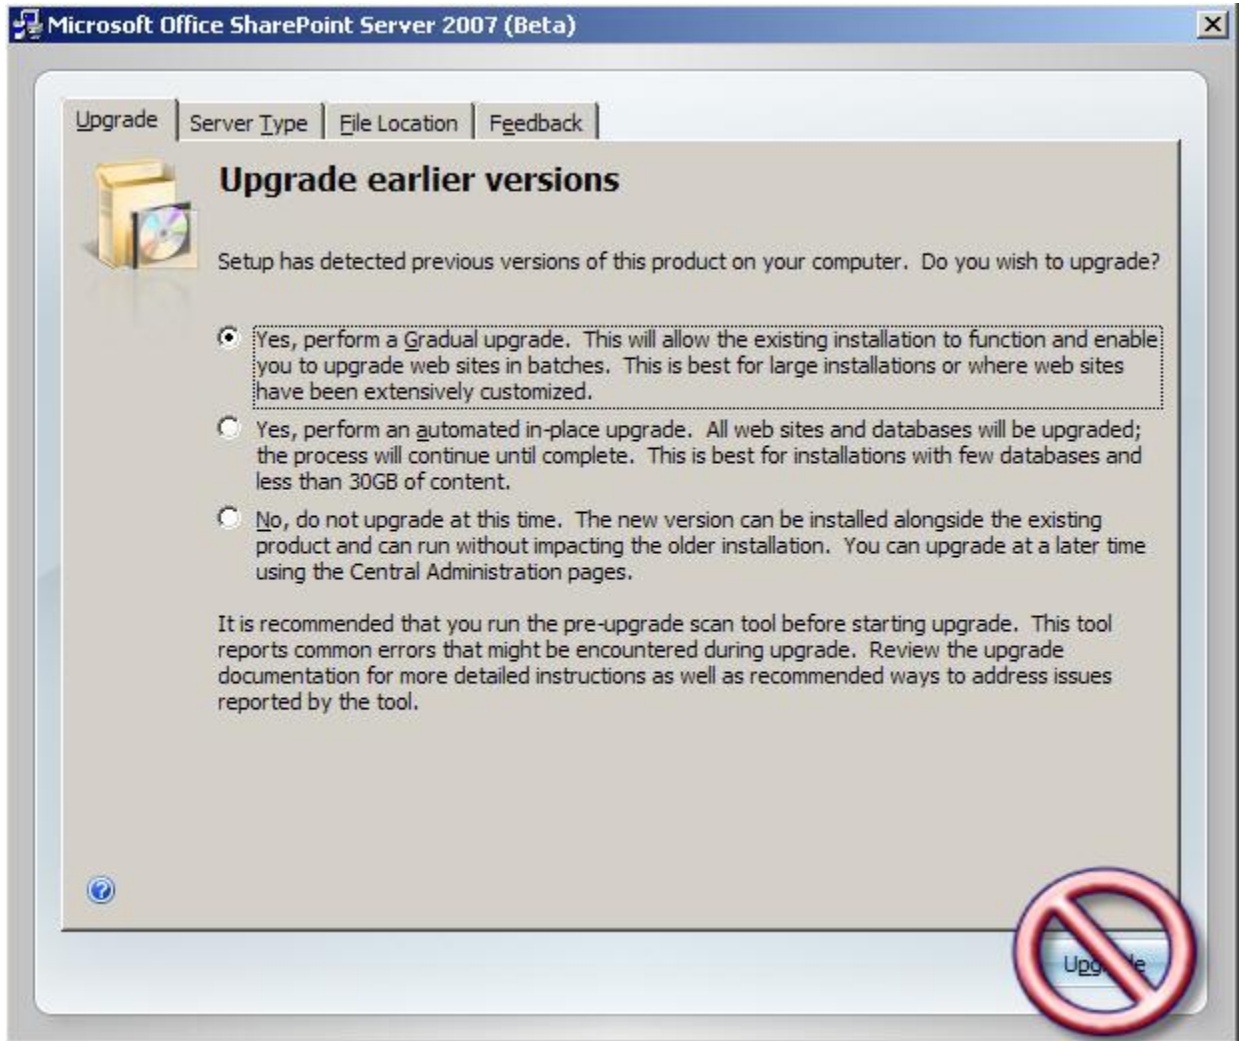 Microsoft Office SharePoint Server 2007 (Beta)
Upgrade
Server Type
File Location
Feedback
Upgrade earlier versions
Setup has detected previous versions of this product on your computer.  Do you wish to upgrade?
Yes, perform a Gradual upgrade.  This will allow the existing installation to function and enable
you to upgrade web sites in batches.  This is best for large installations or where web sites
have been extensively customized.
Yes, perform an automated in-place upgrade.  All web sites and databases will be upgraded;
the process will continue until complete.  This is best for installations with few databases and
less than 30GB of content.
No, do not upgrade at this time.  The new version can be installed alongside the existing
product and can run without impacting the older installation.  You can upgrade at a later time
using the Central Administration pages.
It is recommended that you run the pre-upgrade scan tool before starting upgrade.  This tool
reports common errors that might be encountered during upgrade.  Review the upgrade
documentation for more detailed instructions as well as recommended ways to address issues
reported by the tool.
Upgrade